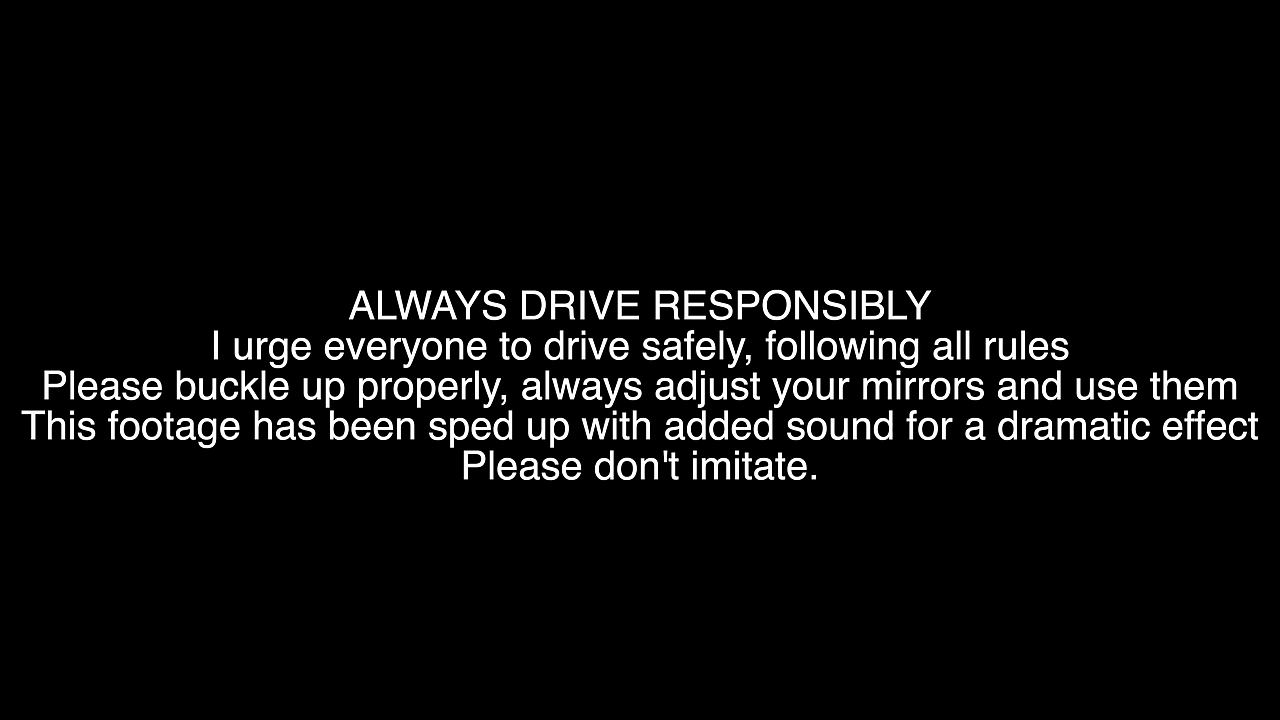 ALWAYS DRIVE RESPONSIBLY
I urge everyone to drive safely, following all rules
Please buckle up properly, always adjust your mirrors and use them
This footage has been sped up with added sound for a dramatic effect
Please don't imitate.